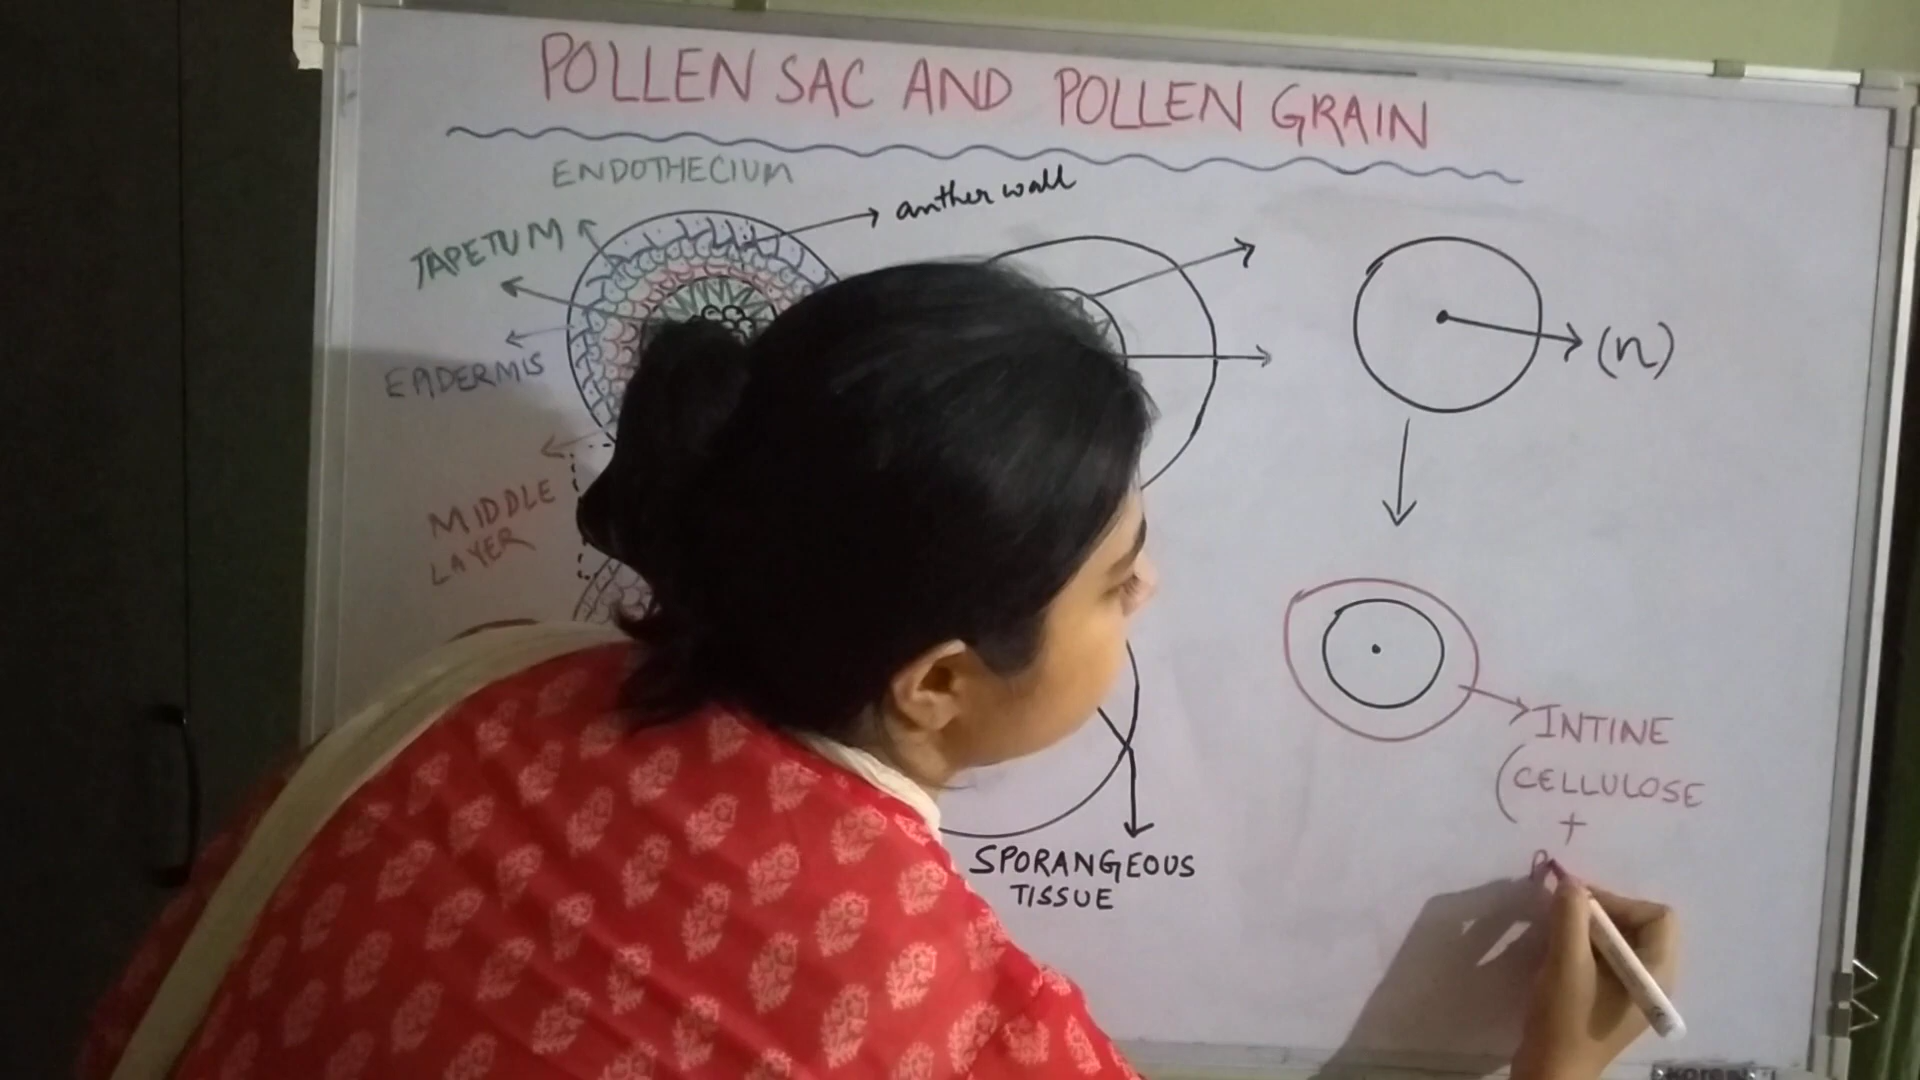 POLLEN SAC AND POLLEN GRAIN
ENDOTHECIUM
anther wall
TAPETUM
EPIDERMIS
(n)
MIDDLE
LAYER
INTINE
(CELLULOSE
+
SPORANGEOUS
TISSUE